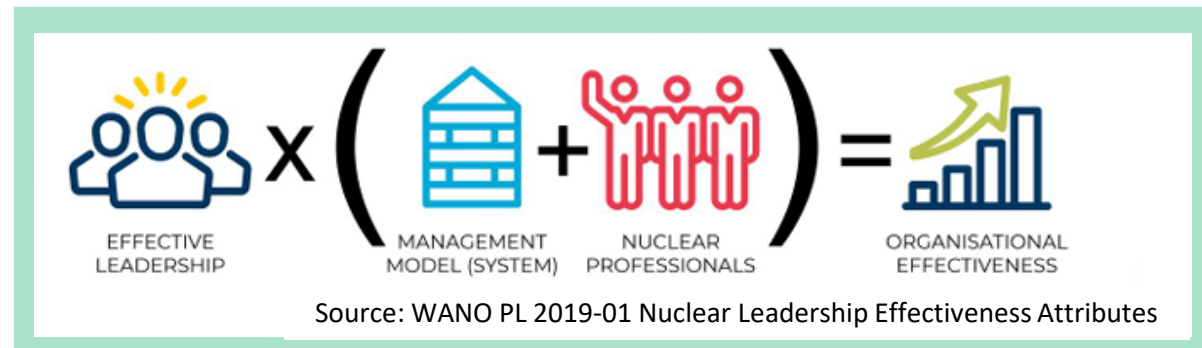 x ( + ) =
EFFECTIVE
LEADERSHIP
MANAGEMENT
MODEL (SYSTEM)
NUCLEAR
PROFESSIONALS
ORGANISATIONAL
EFFECTIVENESS
Source: WANO PL 2019-01 Nuclear Leadership Effectiveness Attributes